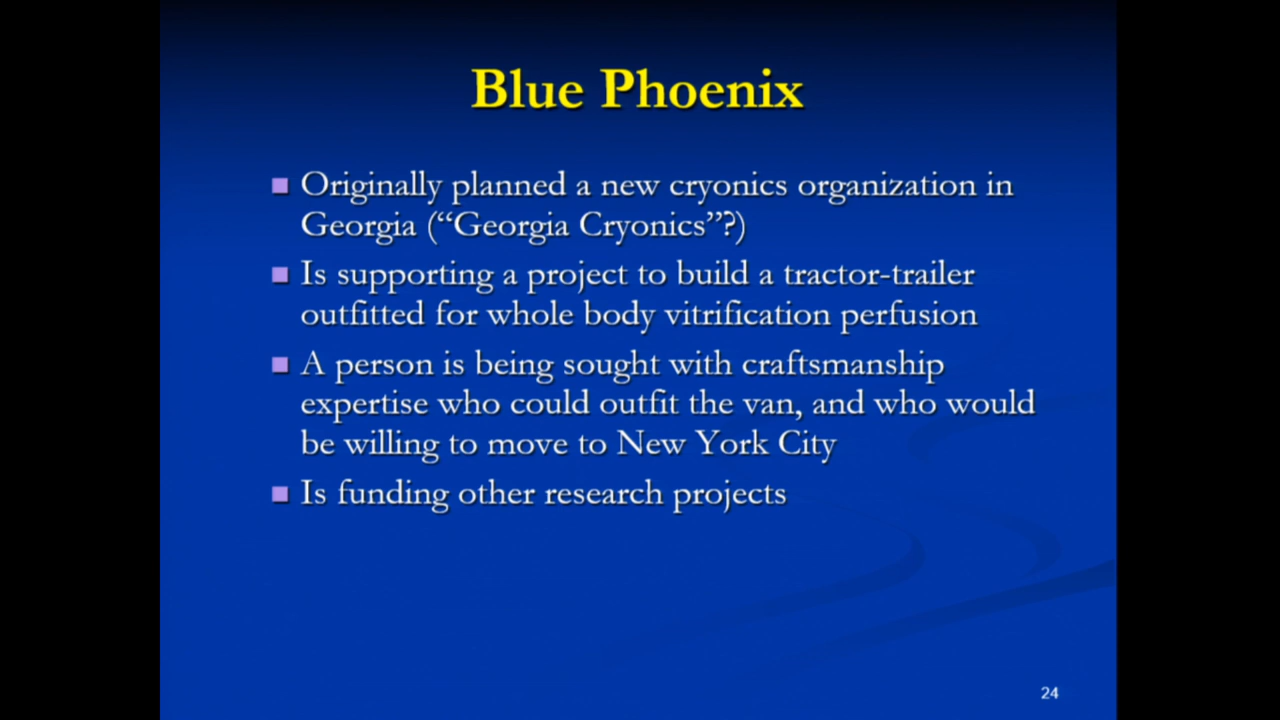 Blue Phoenix
Originally planned a new cryonics organization in
Georgia (“Georgia Cryonics”?)
Is supporting a project to build a tractor-trailer
outfitted for whole body vitrification perfusion
A person is being sought with craftsmanship
expertise who could outfit the van, and who would
be willing to move to New York City
Is funding other research projects
24